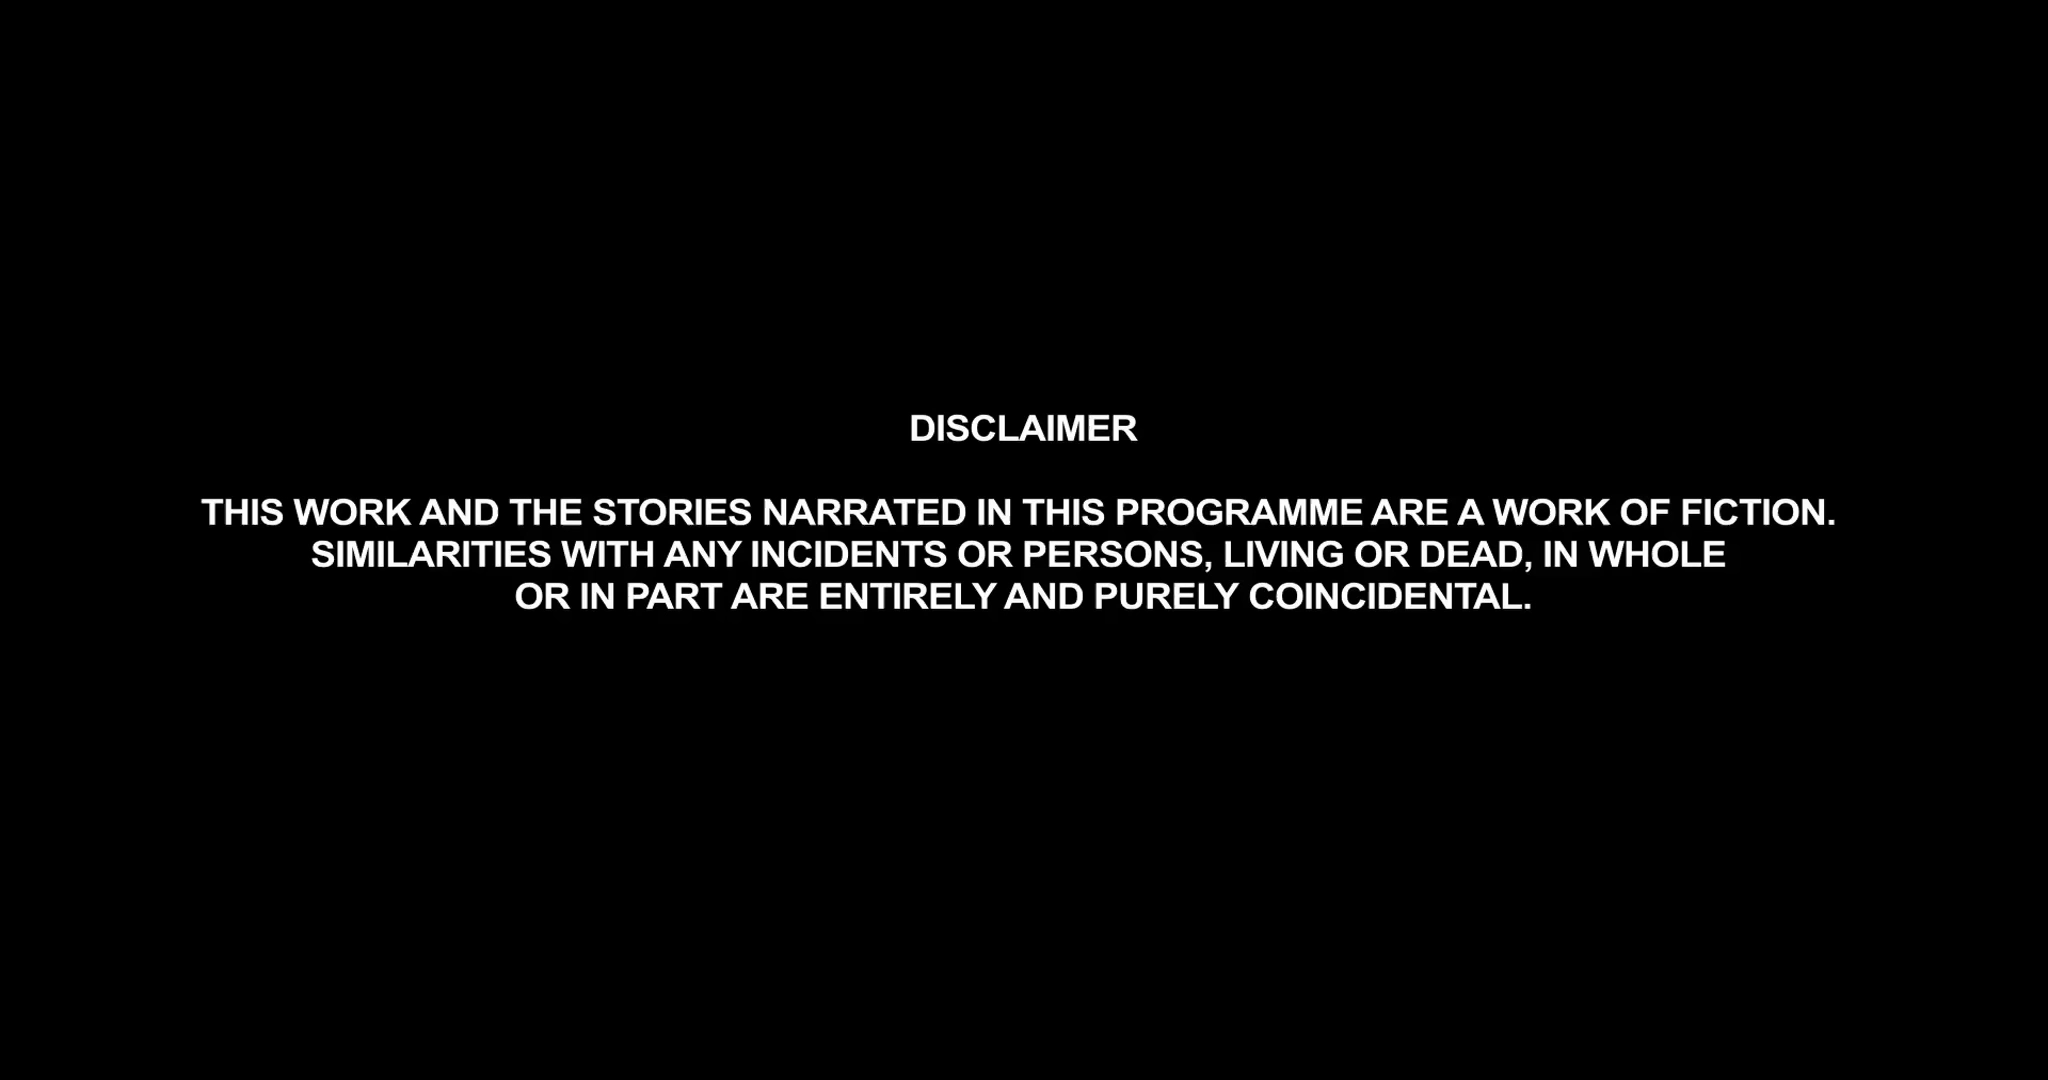 DISCLAIMER
THIS WORK AND THE STORIES NARRATED IN THIS PROGRAMME ARE A WORK OF FICTION.
SIMILARITIES WITH ANY INCIDENTS OR PERSONS, LIVING OR DEAD, IN WHOLE
OR IN PART ARE ENTIRELY AND PURELY COINCIDENTAL.